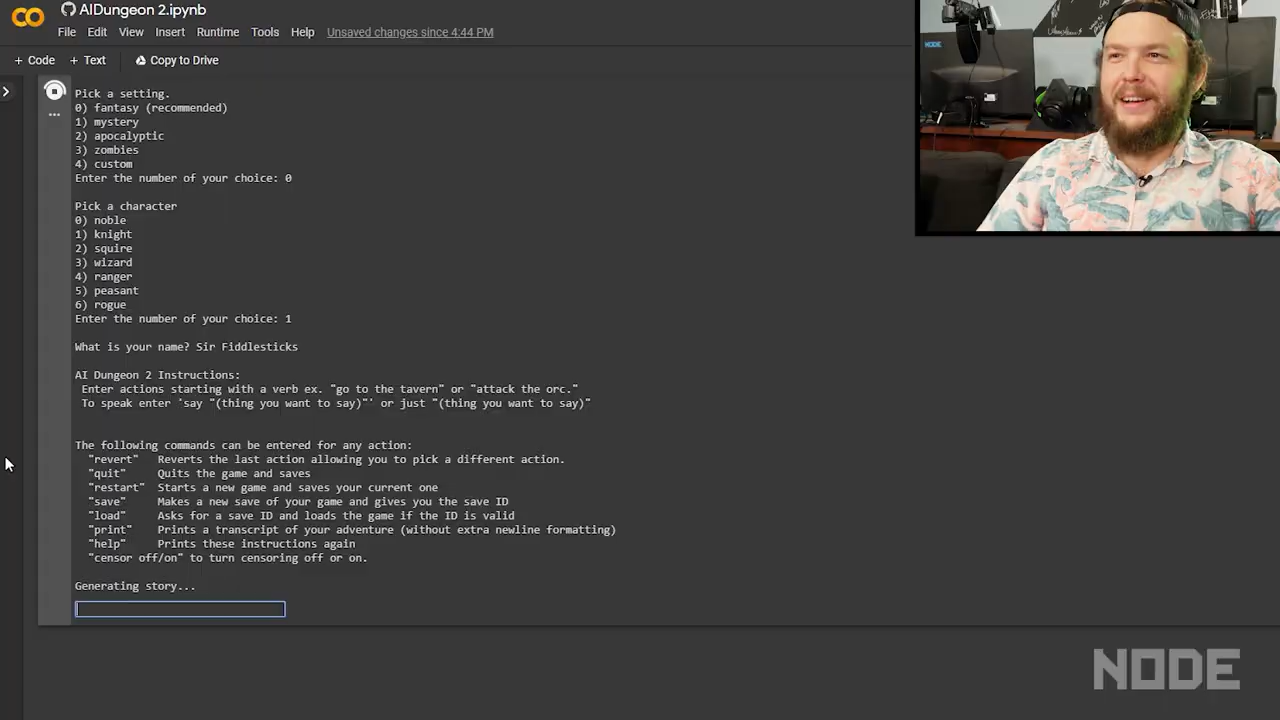 AIDungeon 2.ipynb
File Edit View Insert Runtime Tools Help Unsaved changes since 4:44 PM
+ Code + Text Copy to Drive
Pick a setting.
0) fantasy (recommended)
1) mystery
2) apocalyptic
3) zombies
4) custom
Enter the number of your choice: 0
Pick a character
0) noble
1) knight
2) squire
3) wizard
4) ranger
5) peasant
6) rogue
Enter the number of your choice: 1
What is your name? Sir Fiddlesticks
AI Dungeon 2 Instructions:
Enter actions starting with a verb ex. "go to the tavern" or "attack the orc."
To speak enter 'say "(thing you want to say)"' or just "(thing you want to say)"
The following commands can be entered for any action:
"revert" Reverts the last action allowing you to pick a different action.
"quit" Quits the game and saves
"restart" Starts a new game and saves your current one
"save" Makes a new save of your game and gives you the save ID
"load" Asks for a save ID and loads the game if the ID is valid
"print" Prints a transcript of your adventure (without extra newline formatting)
"help" Prints these instructions again
"censor off/on" to turn censoring off or on.
Generating story...
NODE
NODE